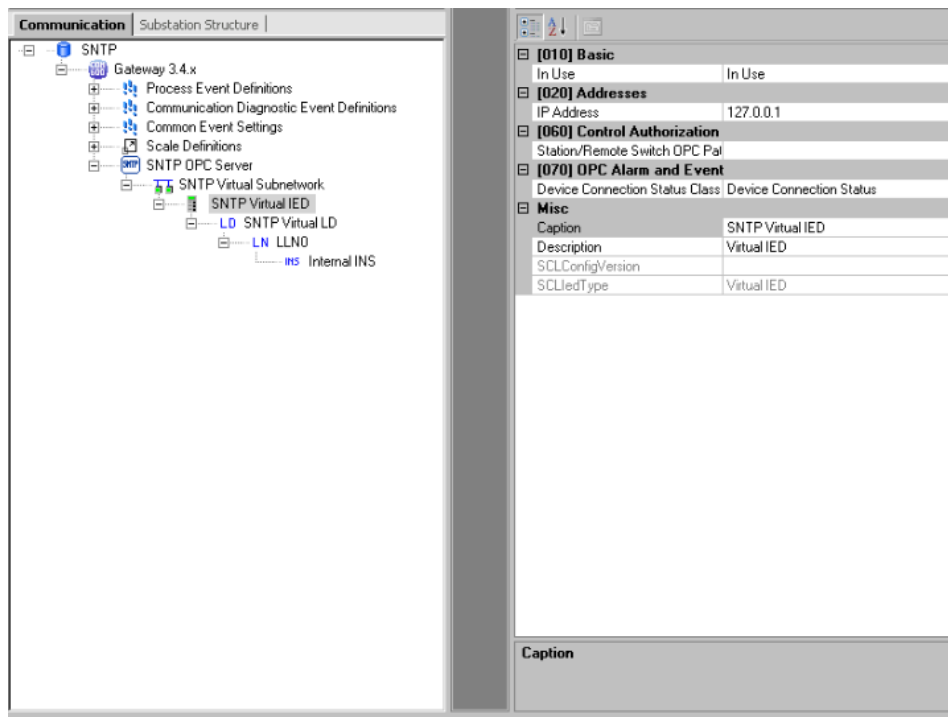 Communication
Substation Structure
SNTP
Gateway 3.4.x
Process Event Definitions
Communication Diagnostic Event Definitions
Common Event Settings
Scale Definitions
SNTP OPC Server
SNTP Virtual Subnetwork
SNTP Virtual IED
LD SNTP Virtual LD
LN LLN0
INS Internal INS
[010] Basic
In Use In Use
[020] Addresses
IP Address 127.0.0.1
[060] Control Authorization
Station/Remote Switch OPC Pa
[070] OPC Alarm and Event
Device Connection Status Class Device Connection Status
Misc
Caption SNTP Virtual IED
Description Virtual IED
SCLConfigVersion
SCLIedType Virtual IED
Caption